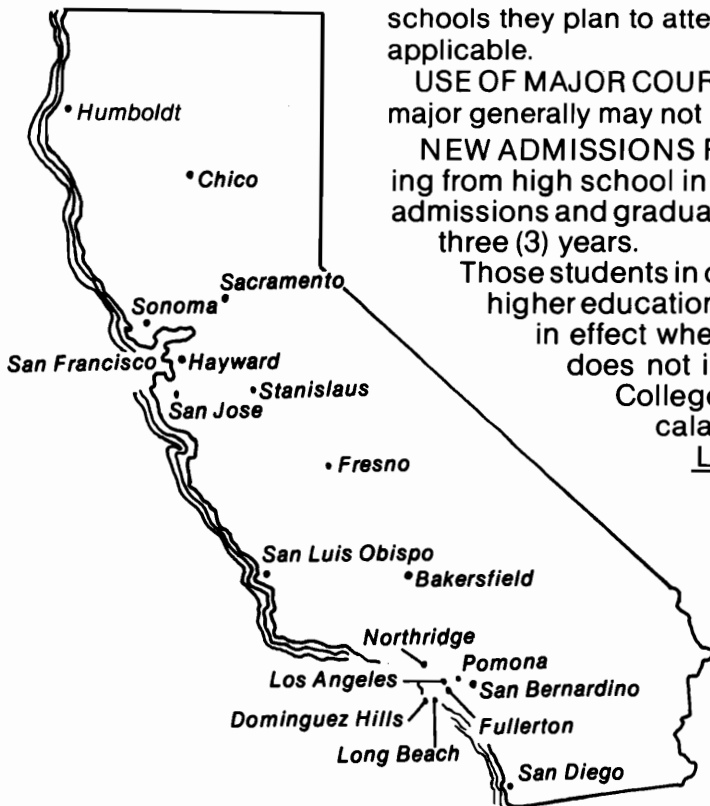 schools they plan to atte
applicable.
USE OF MAJOR COUR
major generally may not
NEW ADMISSIONS
ing from high school in
admissions and gradua
three (3) years.
Those students in
higher education
in effect whe
does not i
College
cala
L
Humboldt
Chico
Sacramento
Sonoma
San Francisco
Hayward
Stanislaus
San Jose
Fresno
San Luis Obispo
Bakersfield
Northridge
Pomona
Los Angeles
San Bernardino
Dominguez Hills
Fullerton
Long Beach
San Diego